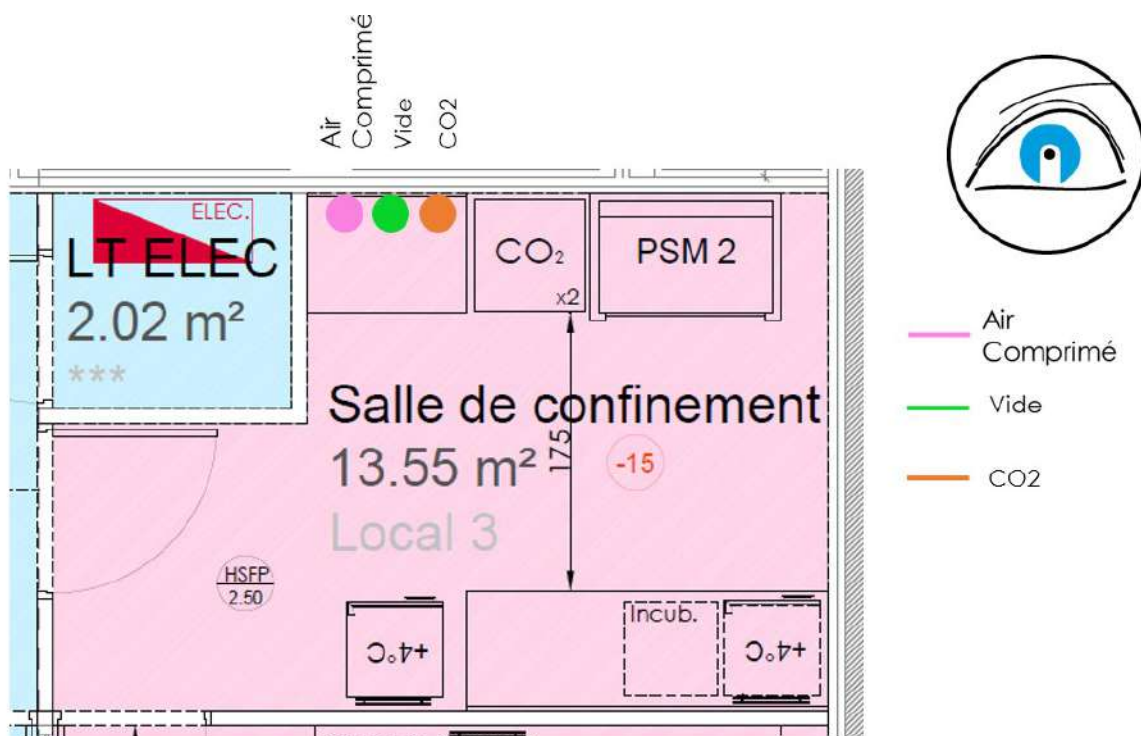 Air
Comprimé
Vide
CO2
ELEC.
LT ELEC
2.02 m²
***
CO₂
x2
PSM 2
Air
Comprimé
Vide
CO2
Salle de confinement
13.55 m²
175
-15
Local 3
HSFP
2.50
+4°C
Incub.
+4°C